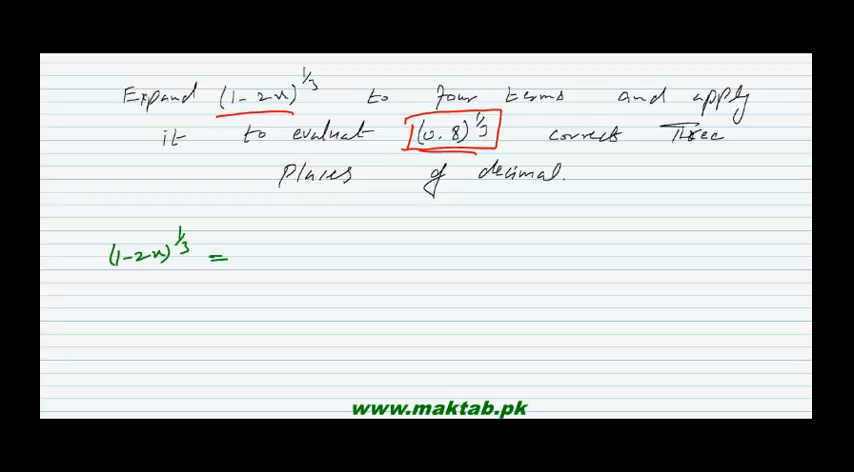 Expand (1-2x)^1/3 to four terms and apply
it to evaluat (0.8)^1/3 correct Three
Places of decimal.
(1-2x)^1/3 =
www.maktab.pk